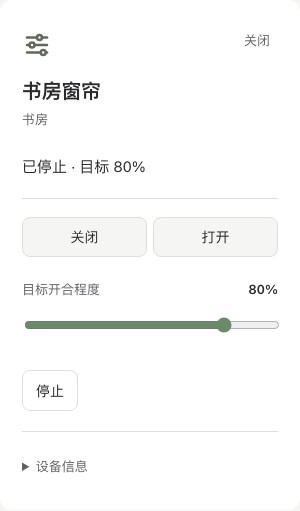 关闭
书房窗帘
书房
已停止 · 目标 80%
关闭 打开
目标开合程度 80%
停止
设备信息